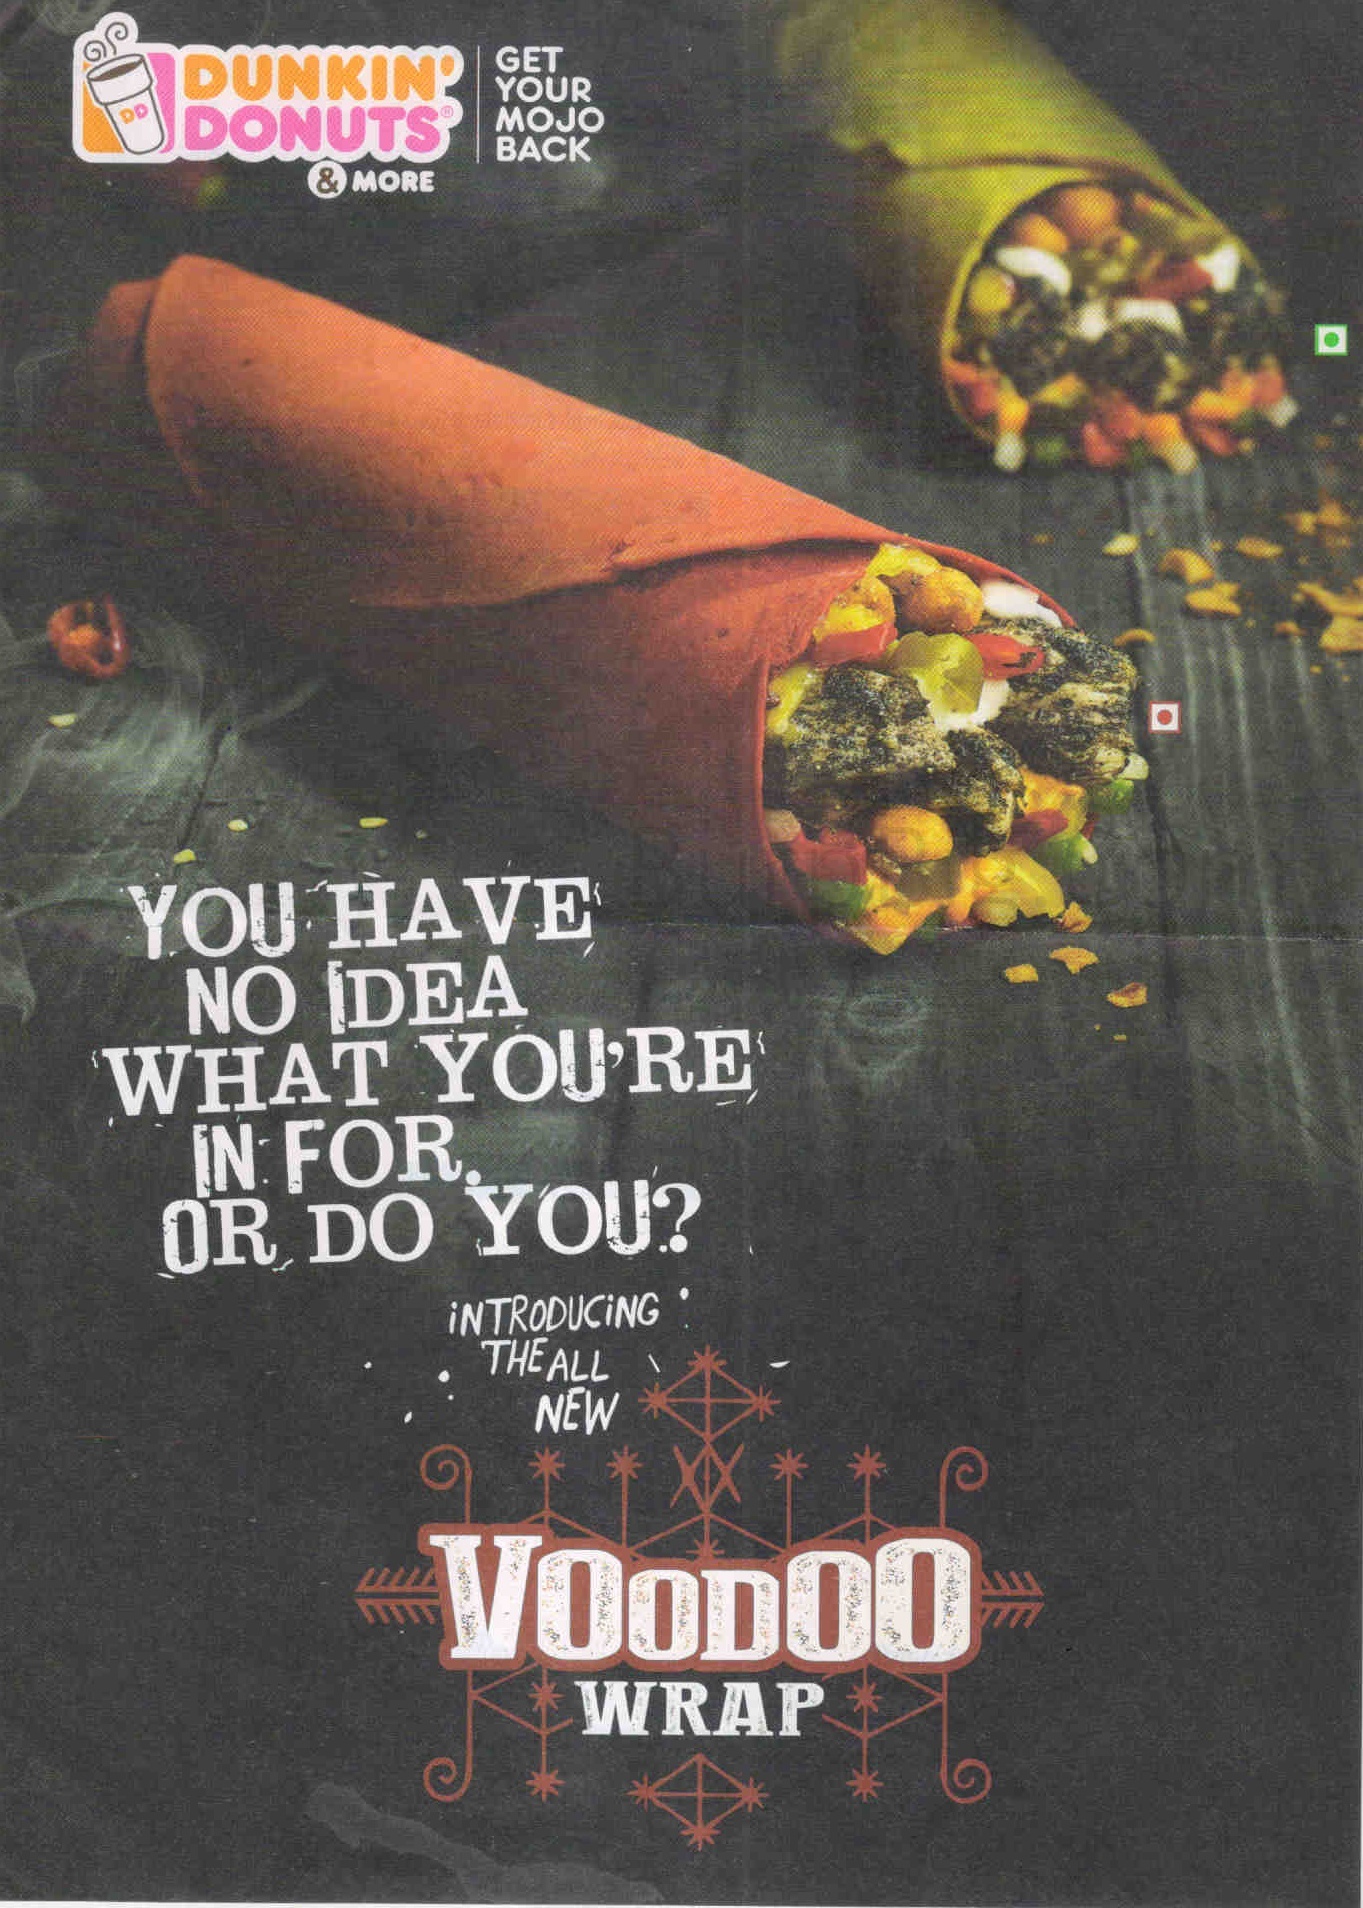 DUNKIN'
DONUTS®
& MORE
DD
GET
YOUR
MOJO
BACK
YOU HAVE
NO IDEA
WHAT YOU'RE
IN FOR.
OR DO YOU?
iNTRODUCiNG
THE ALL
NEW
VOODOO
WRAP